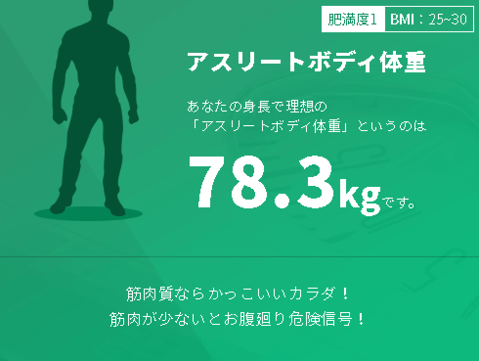 肥満度1 BMI：25~30
アスリートボディ体重
あなたの身長で理想の
「アスリートボディ体重」というのは
78.3kgです。
筋肉質ならかっこいいカラダ！
筋肉が少ないとお腹廻り危険信号！